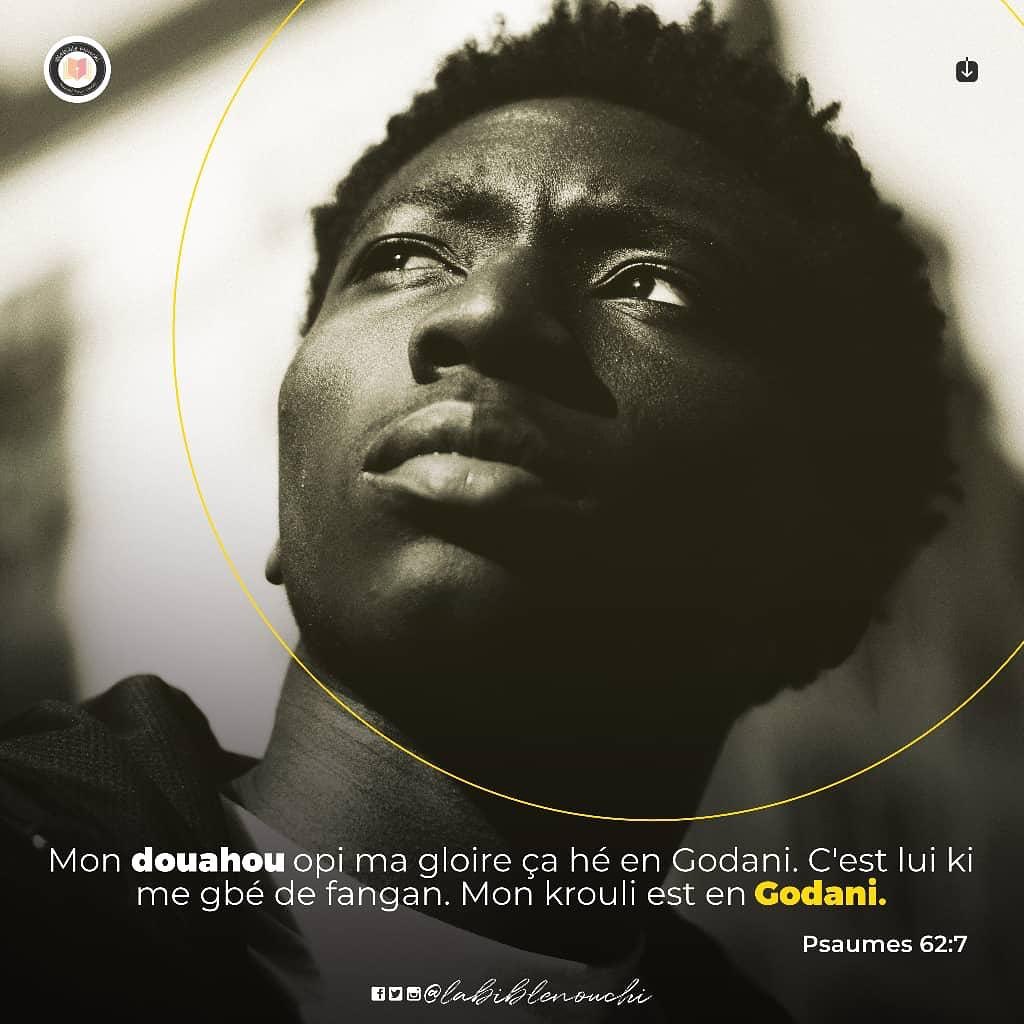 Mon douahou opi ma gloire ça hé en Godani. C'est lui ki
me gbé de fangan. Mon krouli est en Godani.
Psaumes 62:7
@labiblenouchi